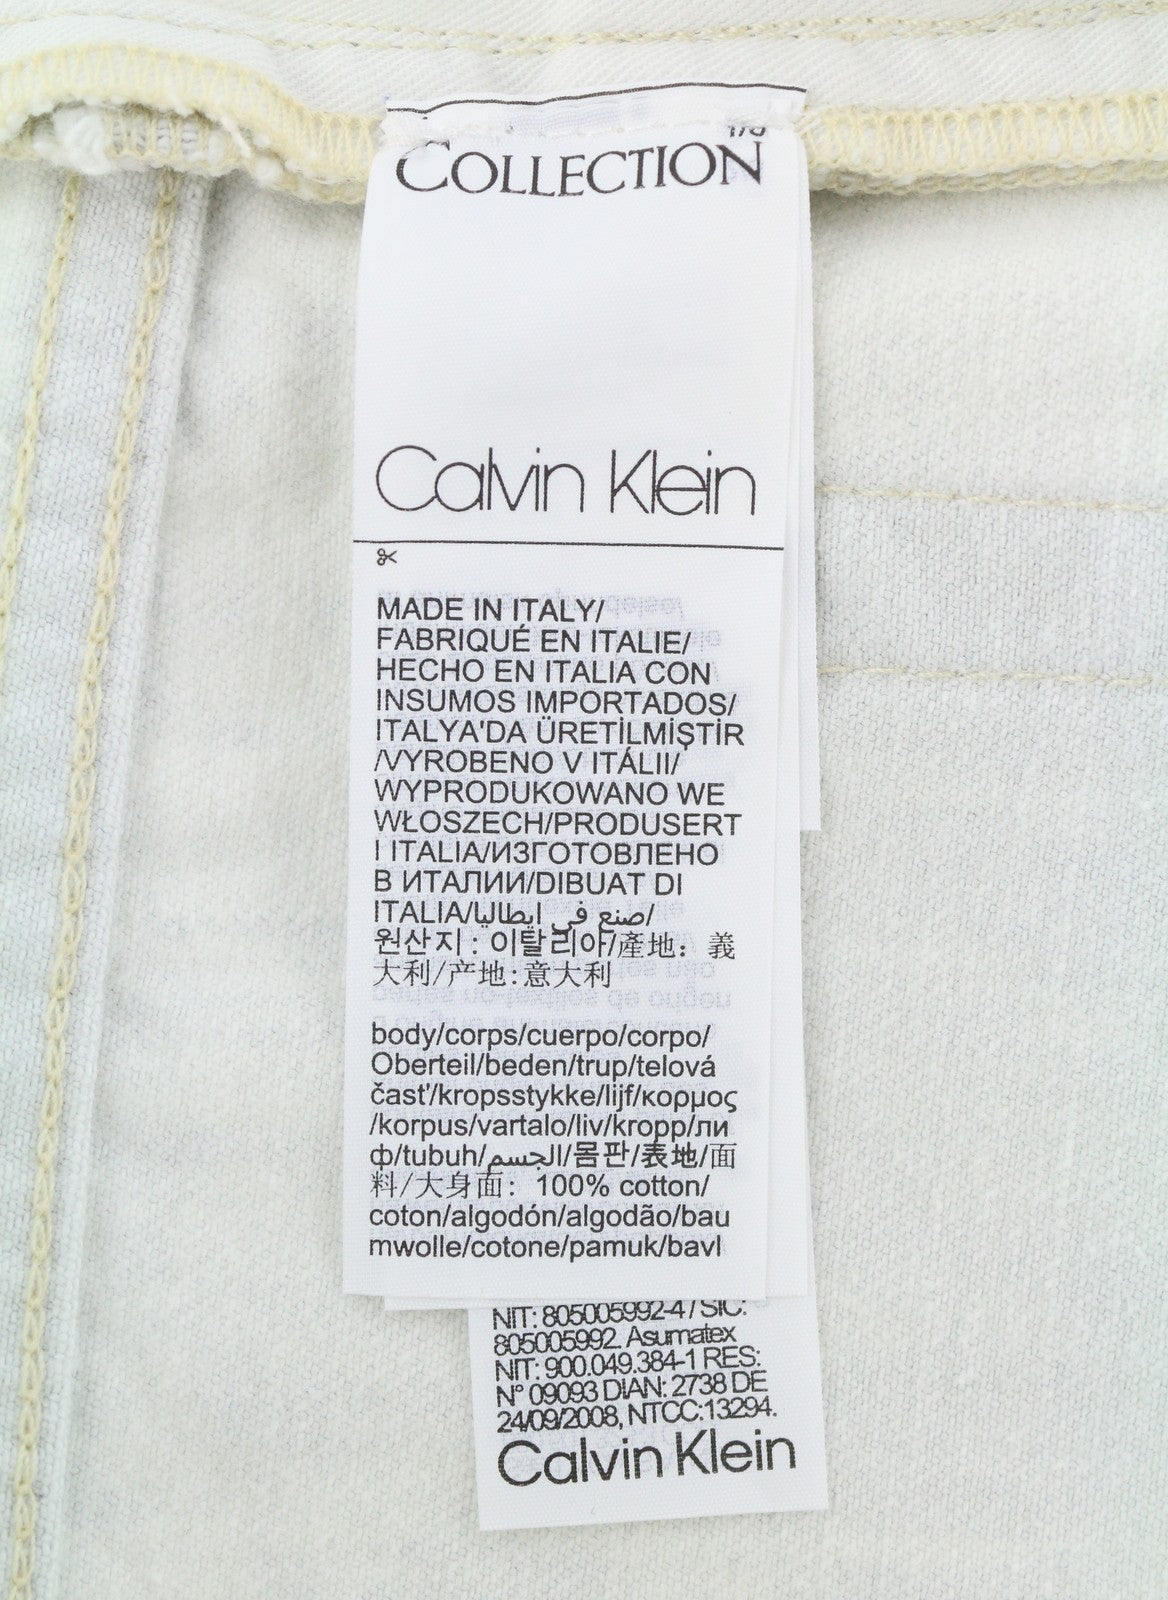 COLLECTION
Calvin Klein
MADE IN ITALY/
FABRIQUÉ EN ITALIE/
HECHO EN ITALIA CON
INSUMOS IMPORTADOS/
ITALYA'DA ÜRETİLMİŞTİR
/VYROBENO V ITÁLII/
WYPRODUKOWANO WE
WŁOSZECH/PRODUSERT
I ITALIA/ИЗГОТОВЛЕНО
В ИТАЛИИ/DIBUAT DI
ITALIA/صنع في ايطاليا/
원산지: 이탈리아/產地: 義
大利/产地:意大利
body/corps/cuerpo/corpo/
Oberteil/beden/trup/telová
časť/kropsstykke/lijf/κορμος
/korpus/vartalo/liv/kropp/ли
ф/tubuh/الجسم/몸판/表地/面
料/大身面: 100% cotton/
coton/algodón/algodão/bau
mwolle/cotone/pamuk/bavl
NIT: 805005992-4 / SIC:
805005992. Asumatex
NIT: 900.049.384-1 RES:
N° 09093 DIAN: 2738 DE
24/09/2008, NTCC:13294.
Calvin Klein